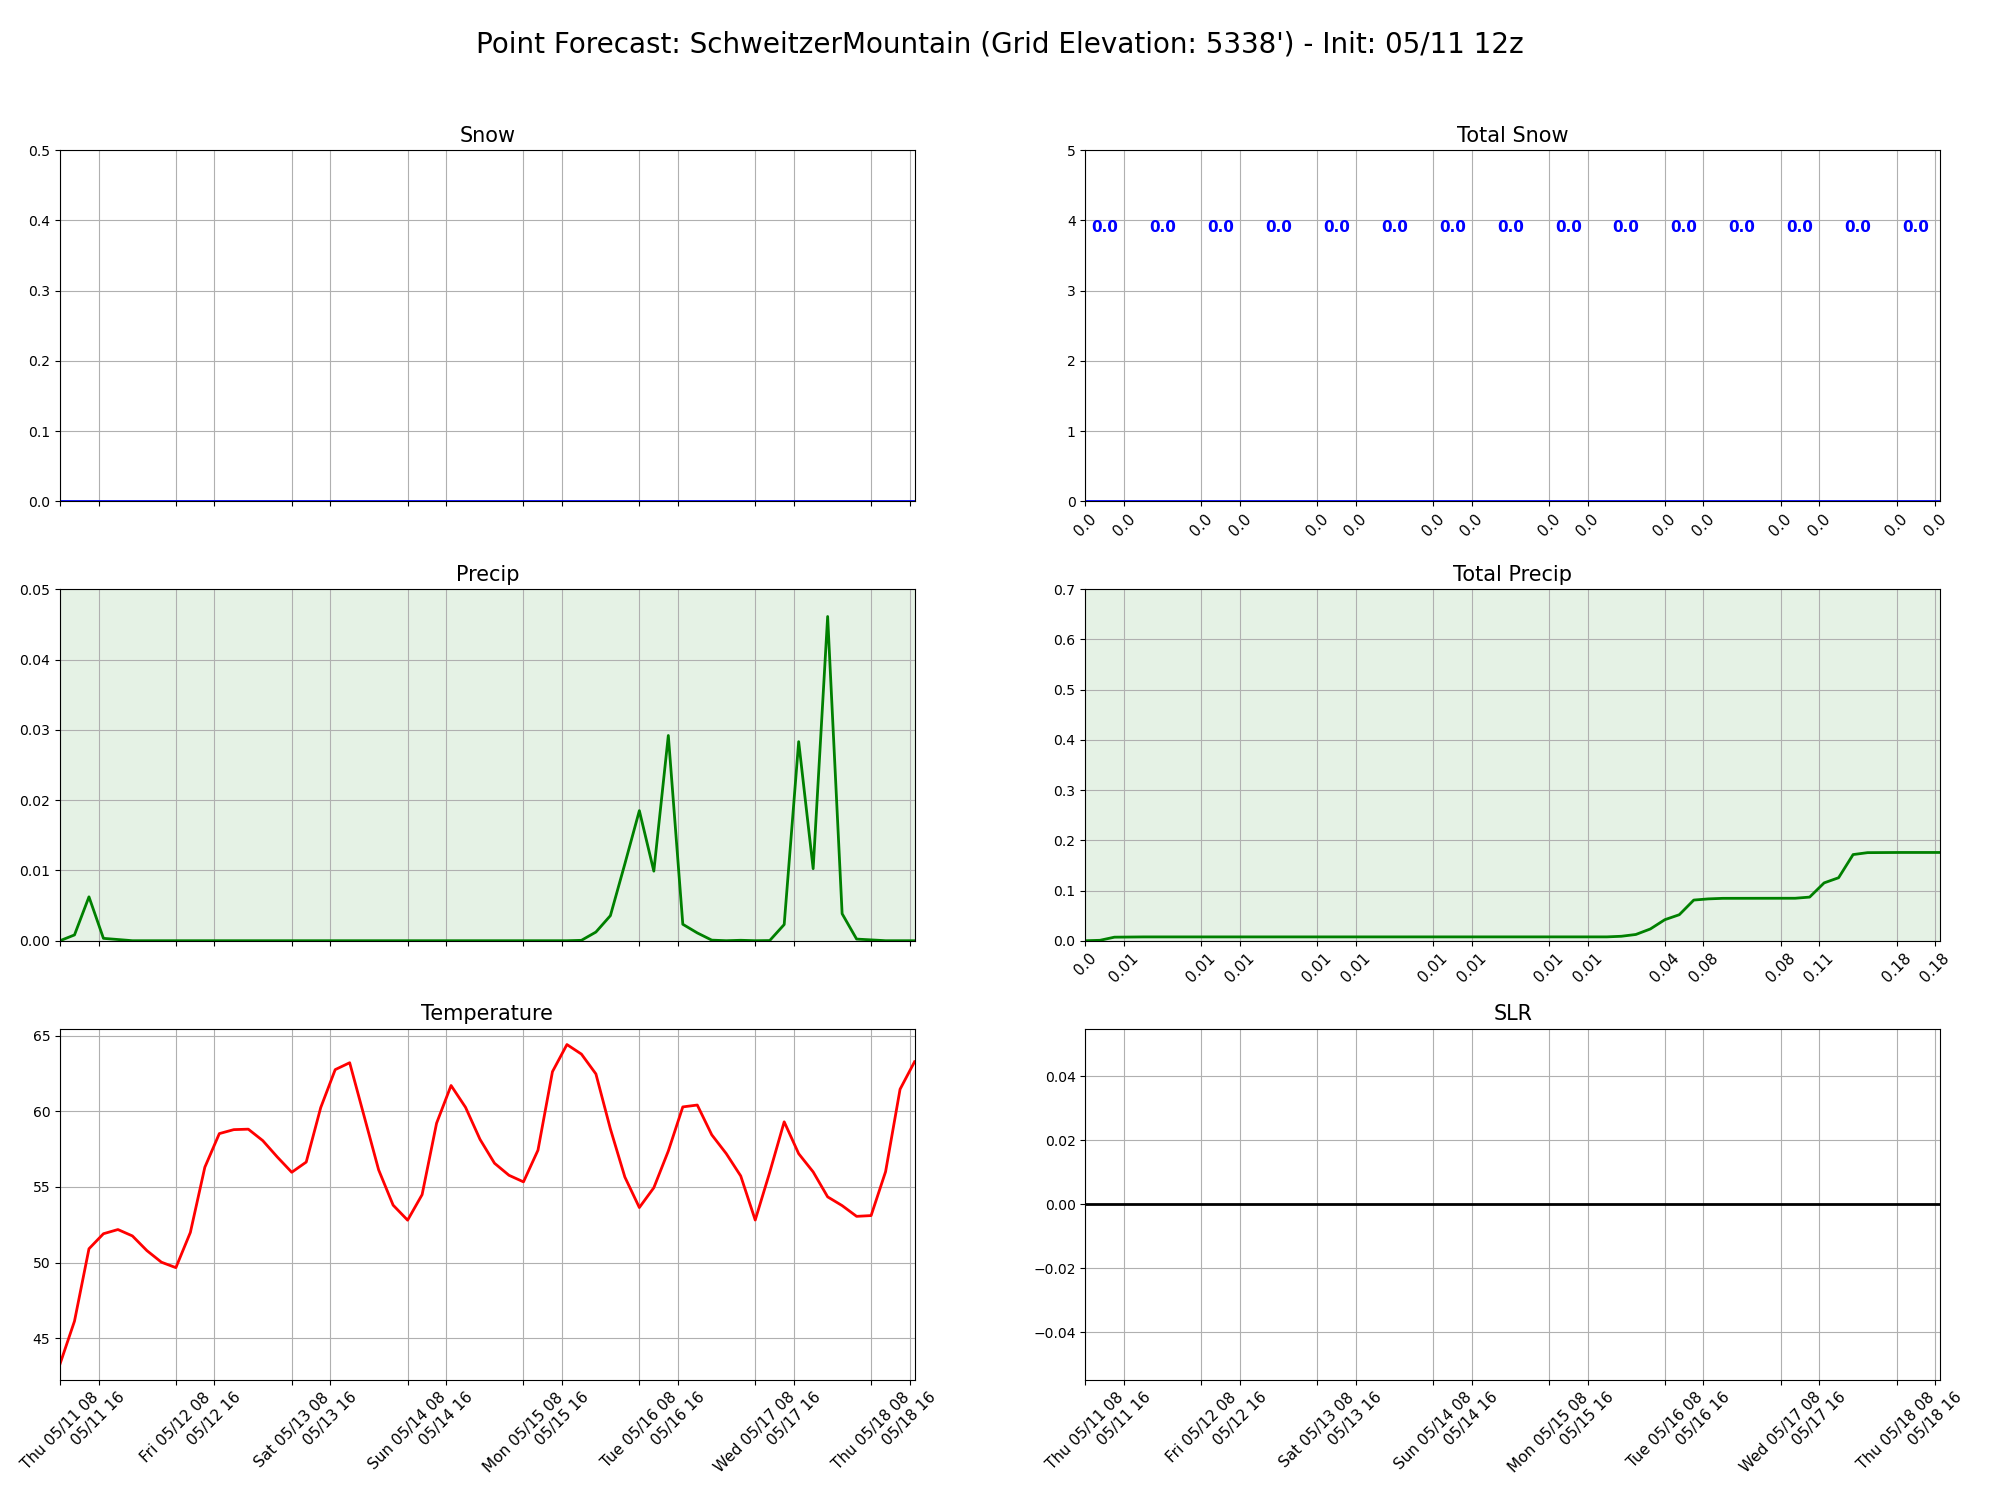 Point Forecast: SchweitzerMountain (Grid Elevation: 5338') - Init: 05/11 12z
Snow
0.5
0.4
0.3
0.2
0.1
0.0
Total Snow
5
4
3
2
1
0
0.0 0.0 0.0 0.0 0.0 0.0 0.0 0.0 0.0 0.0 0.0 0.0 0.0 0.0 0.0
0.0 0.0 0.0 0.0 0.0 0.0 0.0 0.0 0.0 0.0 0.0 0.0 0.0 0.0 0.0 0.0
Precip
0.05
0.04
0.03
0.02
0.01
0.00
Total Precip
0.7
0.6
0.5
0.4
0.3
0.2
0.1
0.0
0.0 0.01 0.01 0.01 0.01 0.01 0.01 0.01 0.01 0.01 0.04 0.08 0.08 0.11 0.18 0.18
Temperature
65
60
55
50
45
Thu 05/11 08
05/11 16
Fri 05/12 08
05/12 16
Sat 05/13 08
05/13 16
Sun 05/14 08
05/14 16
Mon 05/15 08
05/15 16
Tue 05/16 08
05/16 16
Wed 05/17 08
05/17 16
Thu 05/18 08
05/18 16
SLR
0.04
0.02
0.00
−0.02
−0.04
Thu 05/11 08
05/11 16
Fri 05/12 08
05/12 16
Sat 05/13 08
05/13 16
Sun 05/14 08
05/14 16
Mon 05/15 08
05/15 16
Tue 05/16 08
05/16 16
Wed 05/17 08
05/17 16
Thu 05/18 08
05/18 16